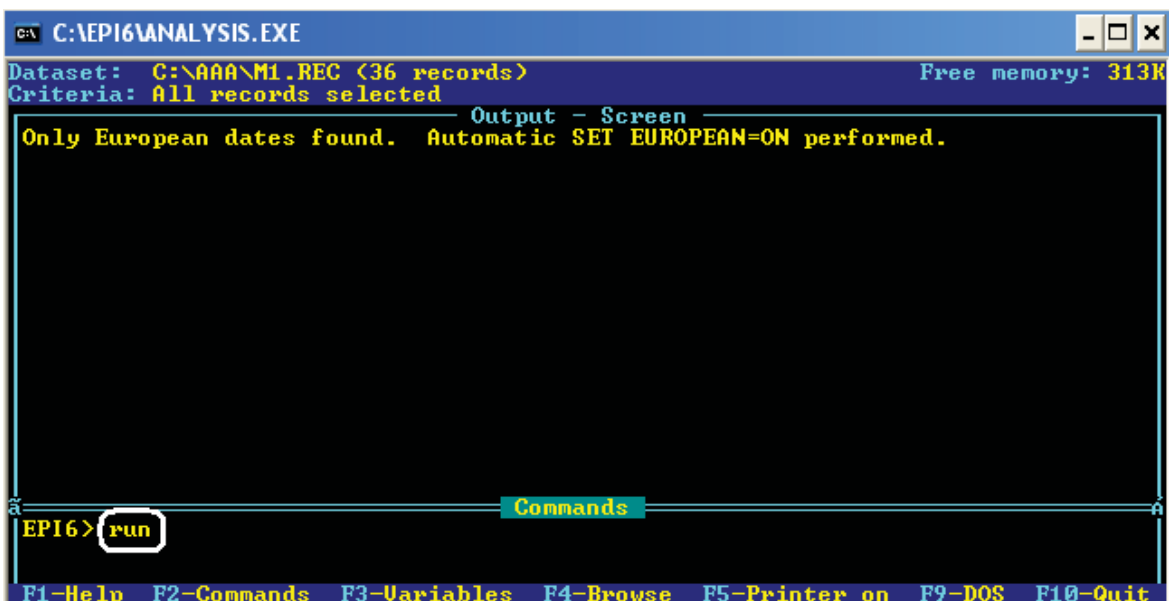 C:\EPI6\ANALYSIS.EXE
Dataset: C:\AAA\M1.REC (36 records) Free memory: 313K
Criteria: All records selected
Output - Screen
Only European dates found. Automatic SET EUROPEAN=ON performed.
Commands
EPI6>run
F1-Help F2-Commands F3-Variables F4-Browse F5-Printer on F9-DOS F10-Quit